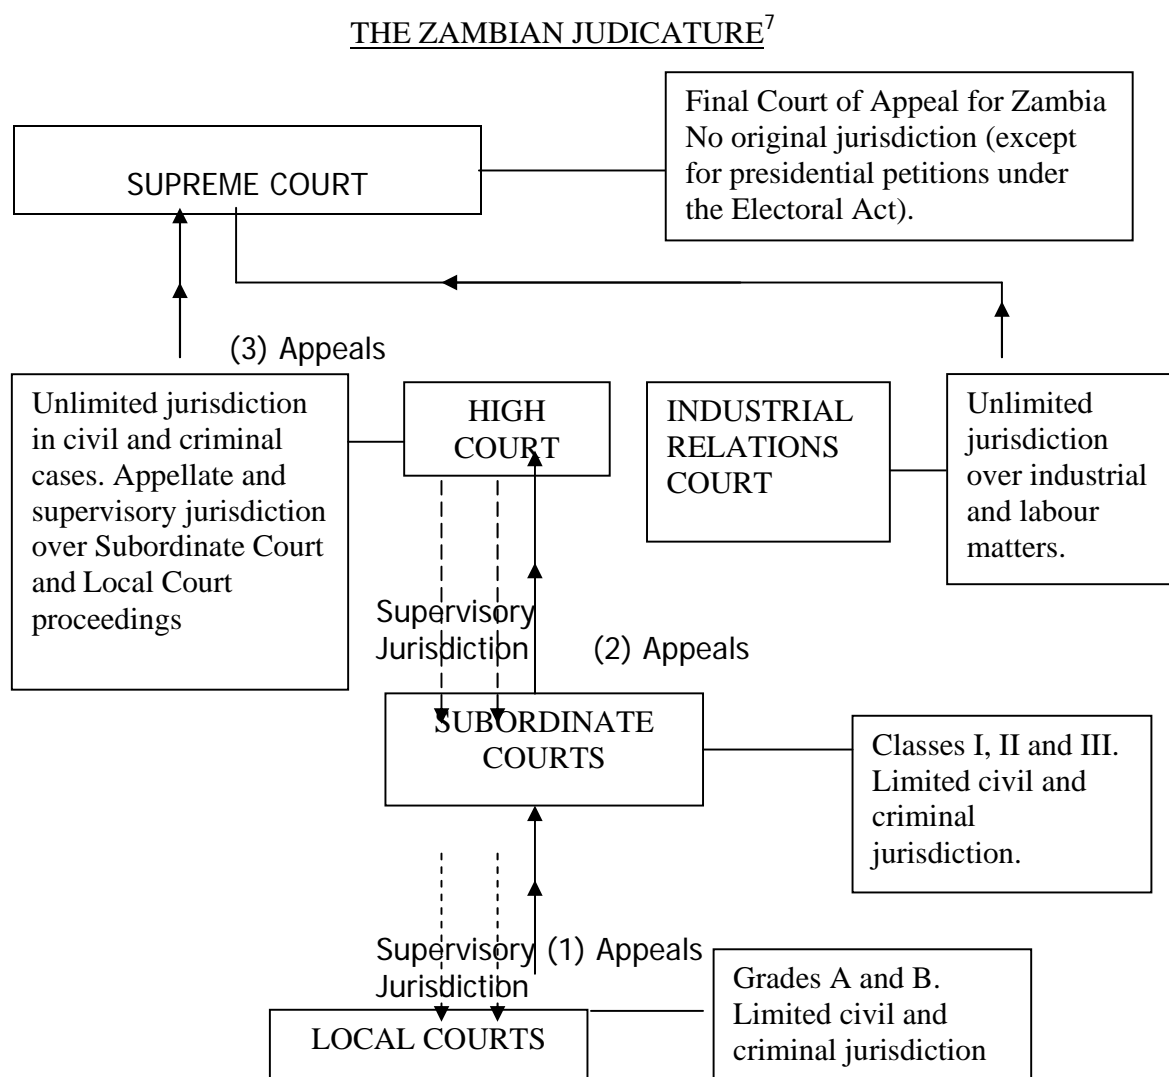 THE ZAMBIAN JUDICATURE7
Final Court of Appeal for Zambia
No original jurisdiction (except
for presidential petitions under
the Electoral Act).
SUPREME COURT
(3) Appeals
Unlimited jurisdiction
in civil and criminal
cases. Appellate and
supervisory jurisdiction
over Subordinate Court
and Local Court
proceedings
HIGH
COURT
INDUSTRIAL
RELATIONS
COURT
Unlimited
jurisdiction
over industrial
and labour
matters.
Supervisory
Jurisdiction
(2) Appeals
SUBORDINATE
COURTS
Classes I, II and III.
Limited civil and
criminal
jurisdiction.
Supervisory (1) Appeals
Jurisdiction
Grades A and B.
Limited civil and
criminal jurisdiction
LOCAL COURTS